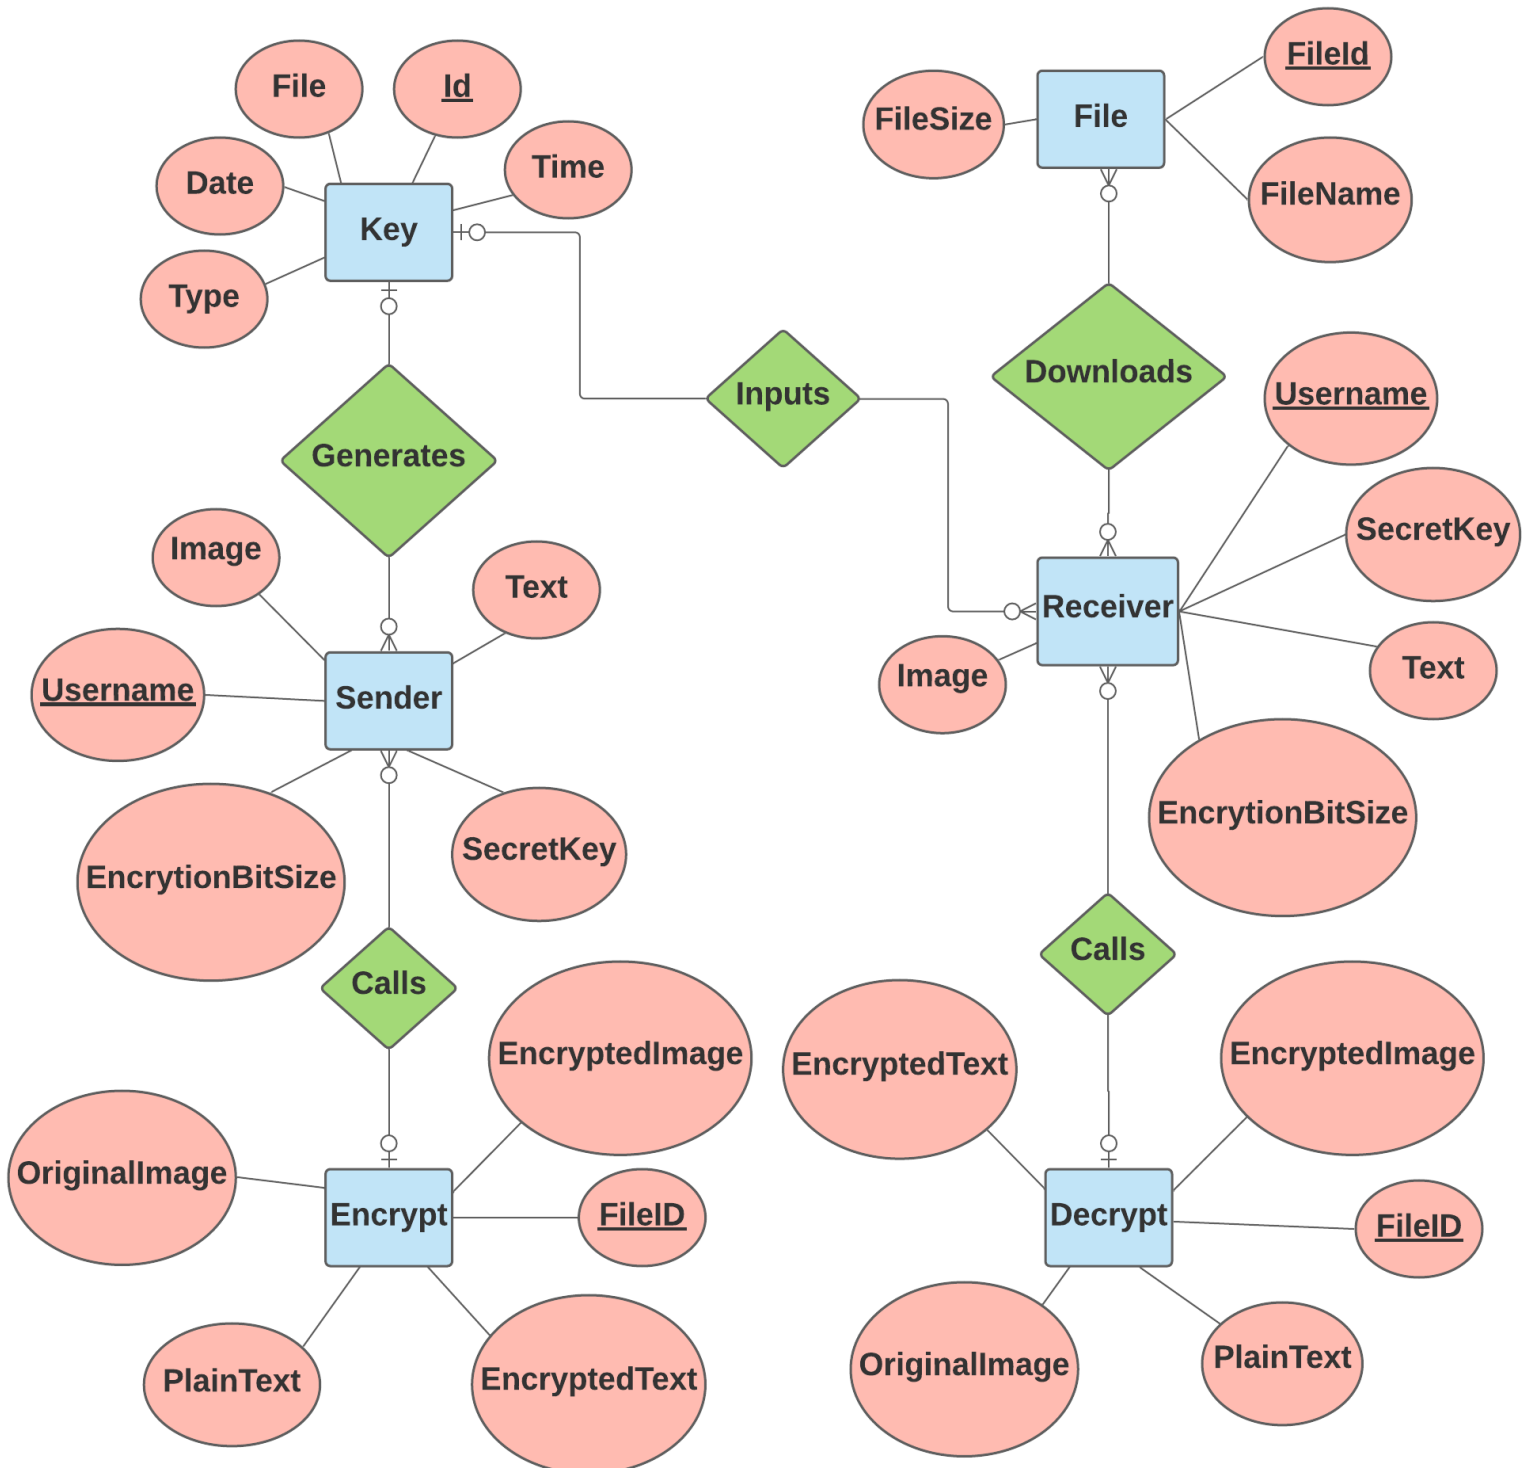 File
Id
Date
Time
Key
Type
FileSize
File
FileId
FileName
Generates
Inputs
Downloads
Username
SecretKey
Receiver
Image
Text
EncrytionBitSize
Image
Text
Username
Sender
EncrytionBitSize
SecretKey
Calls
Calls
OriginalImage
EncryptedImage
Encrypt
FileID
PlainText
EncryptedText
EncryptedText
EncryptedImage
Decrypt
FileID
OriginalImage
PlainText